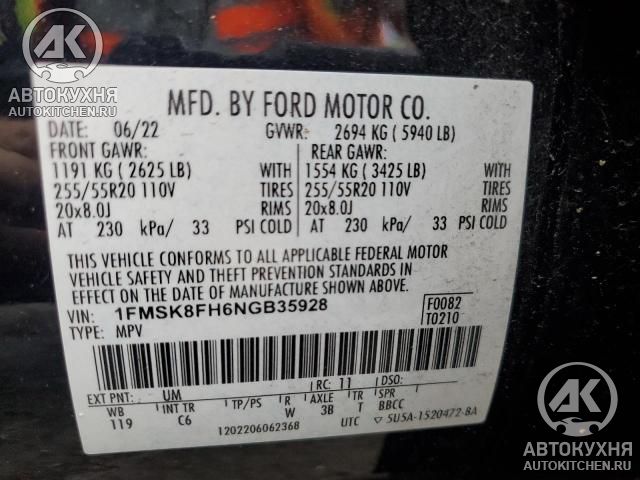 АК
АВТОКУХНЯ
AUTOKITCHEN.RU
MFD. BY FORD MOTOR CO.
DATE: 06/22 GVWR: 2694 KG ( 5940 LB)
FRONT GAWR: REAR GAWR:
1191 KG ( 2625 LB) WITH 1554 KG ( 3425 LB) WITH
255/55R20 110V TIRES 255/55R20 110V TIRES
20x8.0J RIMS 20x8.0J RIMS
AT 230 kPa/ 33 PSI COLD AT 230 kPa/ 33 PSI COLD
THIS VEHICLE CONFORMS TO ALL APPLICABLE FEDERAL MOTOR
VEHICLE SAFETY AND THEFT PREVENTION STANDARDS IN
EFFECT ON THE DATE OF MANUFACTURE SHOWN ABOVE.
VIN: 1FMSK8FH6NGB35928 F0082
TYPE: MPV T0210
EXT PNT: UM RC: 11 DSO:
WB INT TR TP/PS R AXLE TR SPR
119 C6 W 3B T BBCC
1202206062368 UTC 5U5A-1520472-BA
АК
АВТОКУХНЯ
AUTOKITCHEN.RU